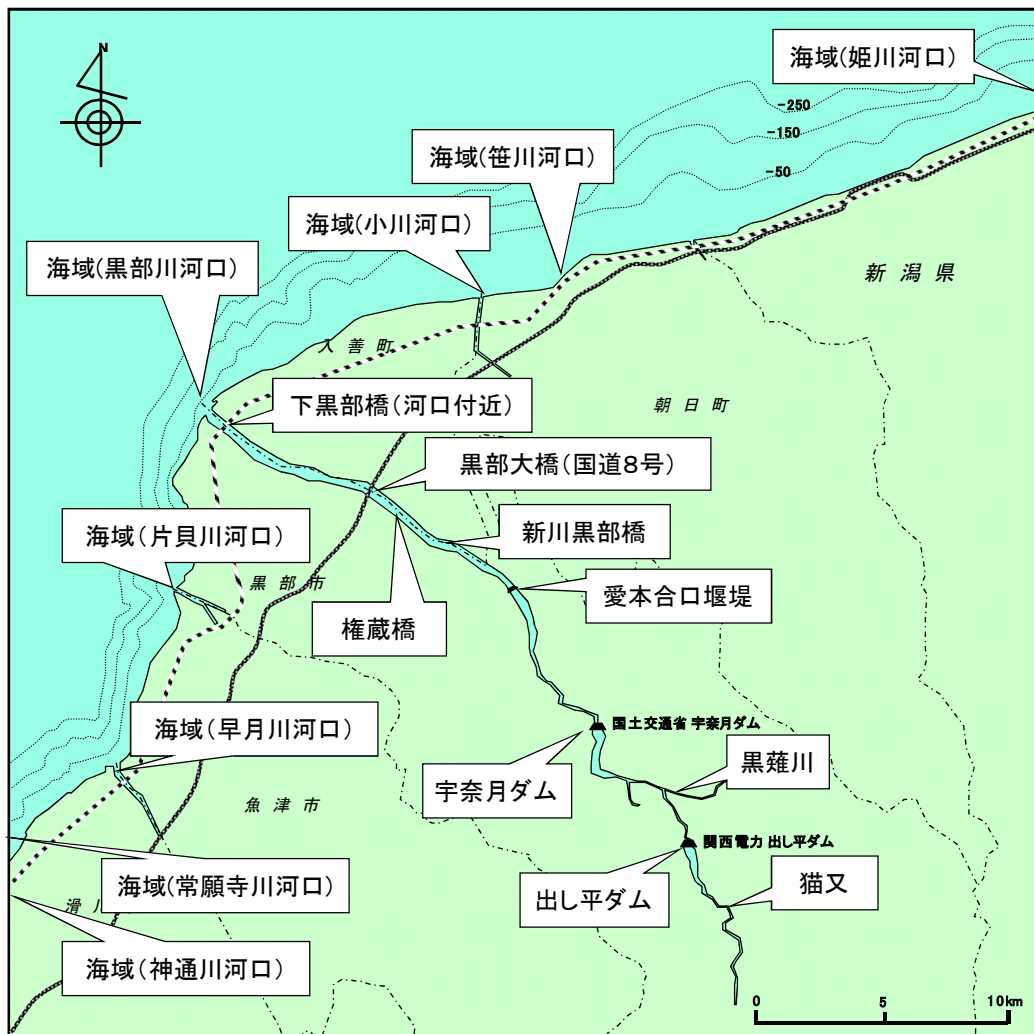 N
海域(姫川河口)
-250
-150
-50
海域(笹川河口)
海域(小川河口)
海域(黒部川河口)
新潟県
入善町
下黒部橋(河口付近)
朝日町
黒部大橋(国道8号)
新川黒部橋
海域(片貝川河口)
黒部市
愛本合口堰堤
権蔵橋
海域(早月川河口)
国土交通省 宇奈月ダム
黒薙川
宇奈月ダム
魚津市
関西電力 出し平ダム
海域(常願寺川河口)
出し平ダム
猫又
滑川
海域(神通川河口)
0 5 10km